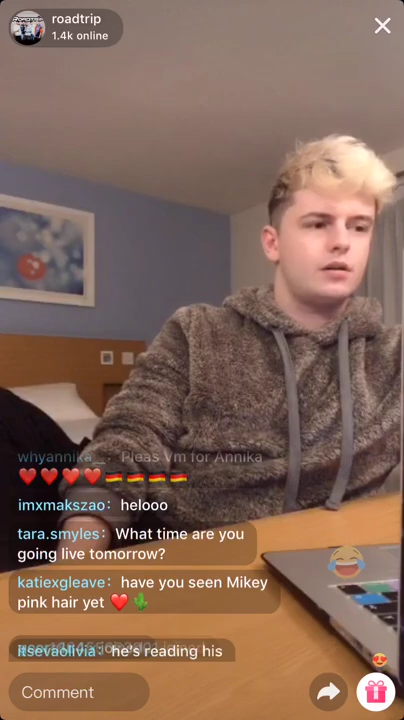 roadtrip
1.4k online
whyannika__: Pleas Vm for Annika
❤️❤️❤️❤️🇩🇪🇩🇪🇩🇪🇩🇪
imxmakszao: helooo
tara.smyles: What time are you
going live tomorrow?
katiexgleave: have you seen Mikey
pink hair yet ❤️🌵
itsevaolivia: he's reading his
Comment